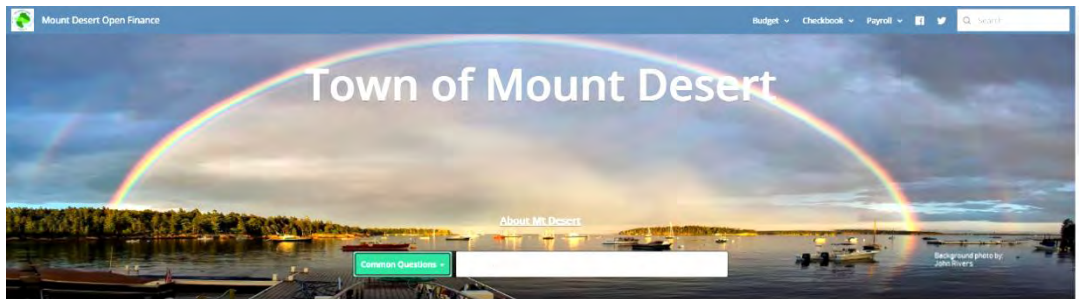 Mount Desert Open Finance
Budget Checkbook Payroll Search
Town of Mount Desert
About Mt Desert
Common Questions
Background photo by:
John Rivers